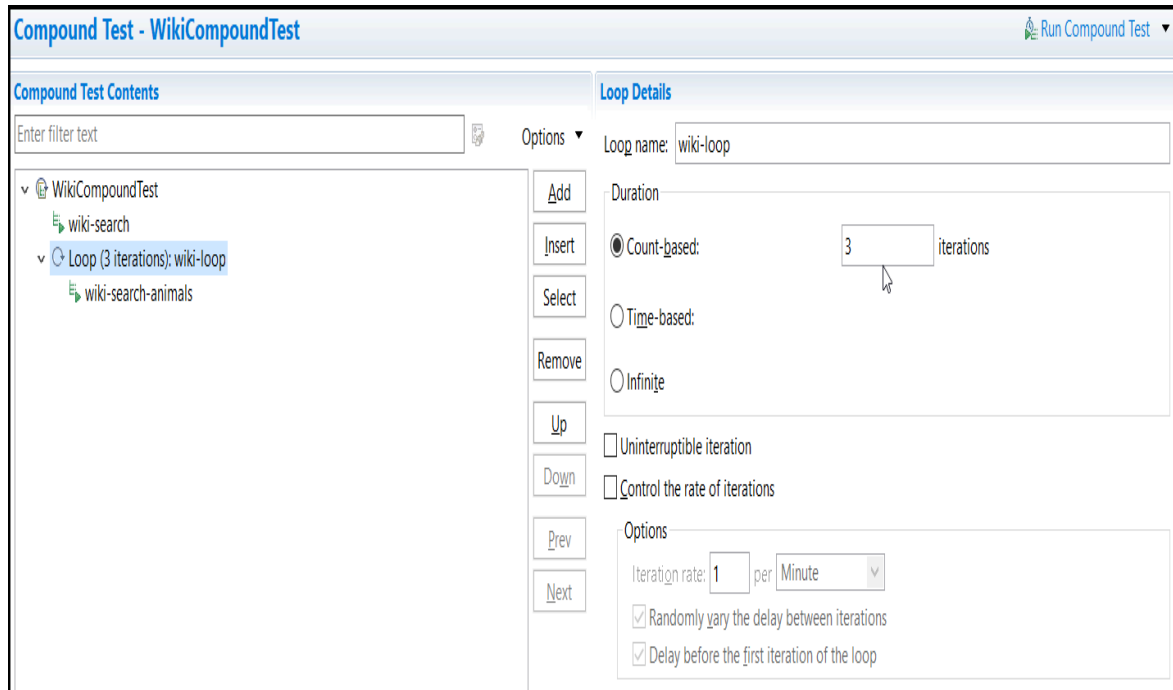 Compound Test - WikiCompoundTest
Run Compound Test
Compound Test Contents
Enter filter text
Options
WikiCompoundTest
wiki-search
Loop (3 iterations): wiki-loop
wiki-search-animals
Add
Insert
Select
Remove
Up
Down
Prev
Next
Loop Details
Loop name: wiki-loop
Duration
Count-based: 3 iterations
Time-based:
Infinite
Uninterruptible iteration
Control the rate of iterations
Options
Iteration rate: 1 per Minute
Randomly vary the delay between iterations
Delay before the first iteration of the loop